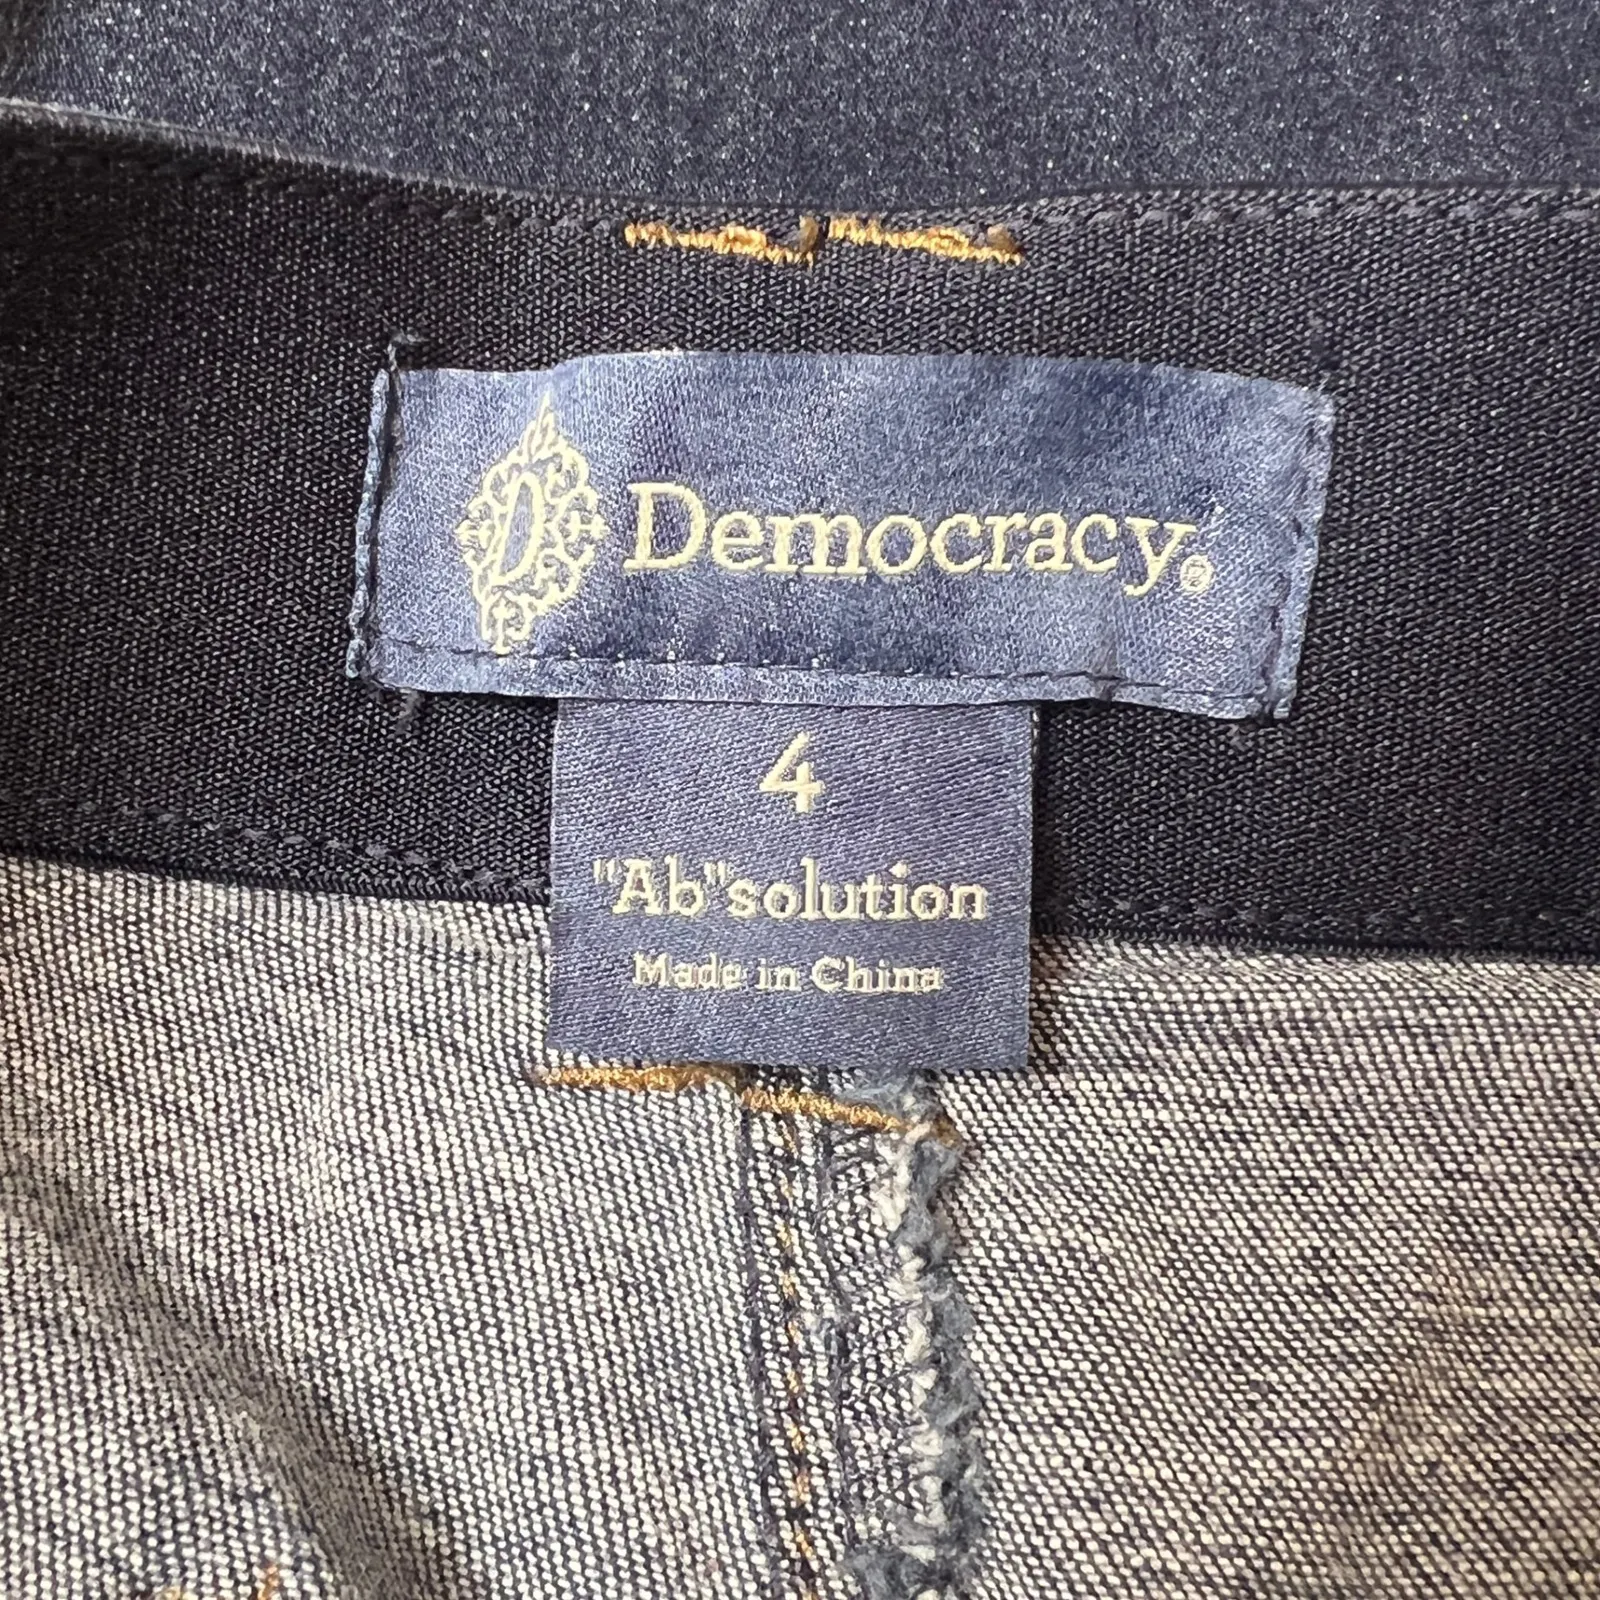 D Democracy®
4
"Ab"solution
Made in China